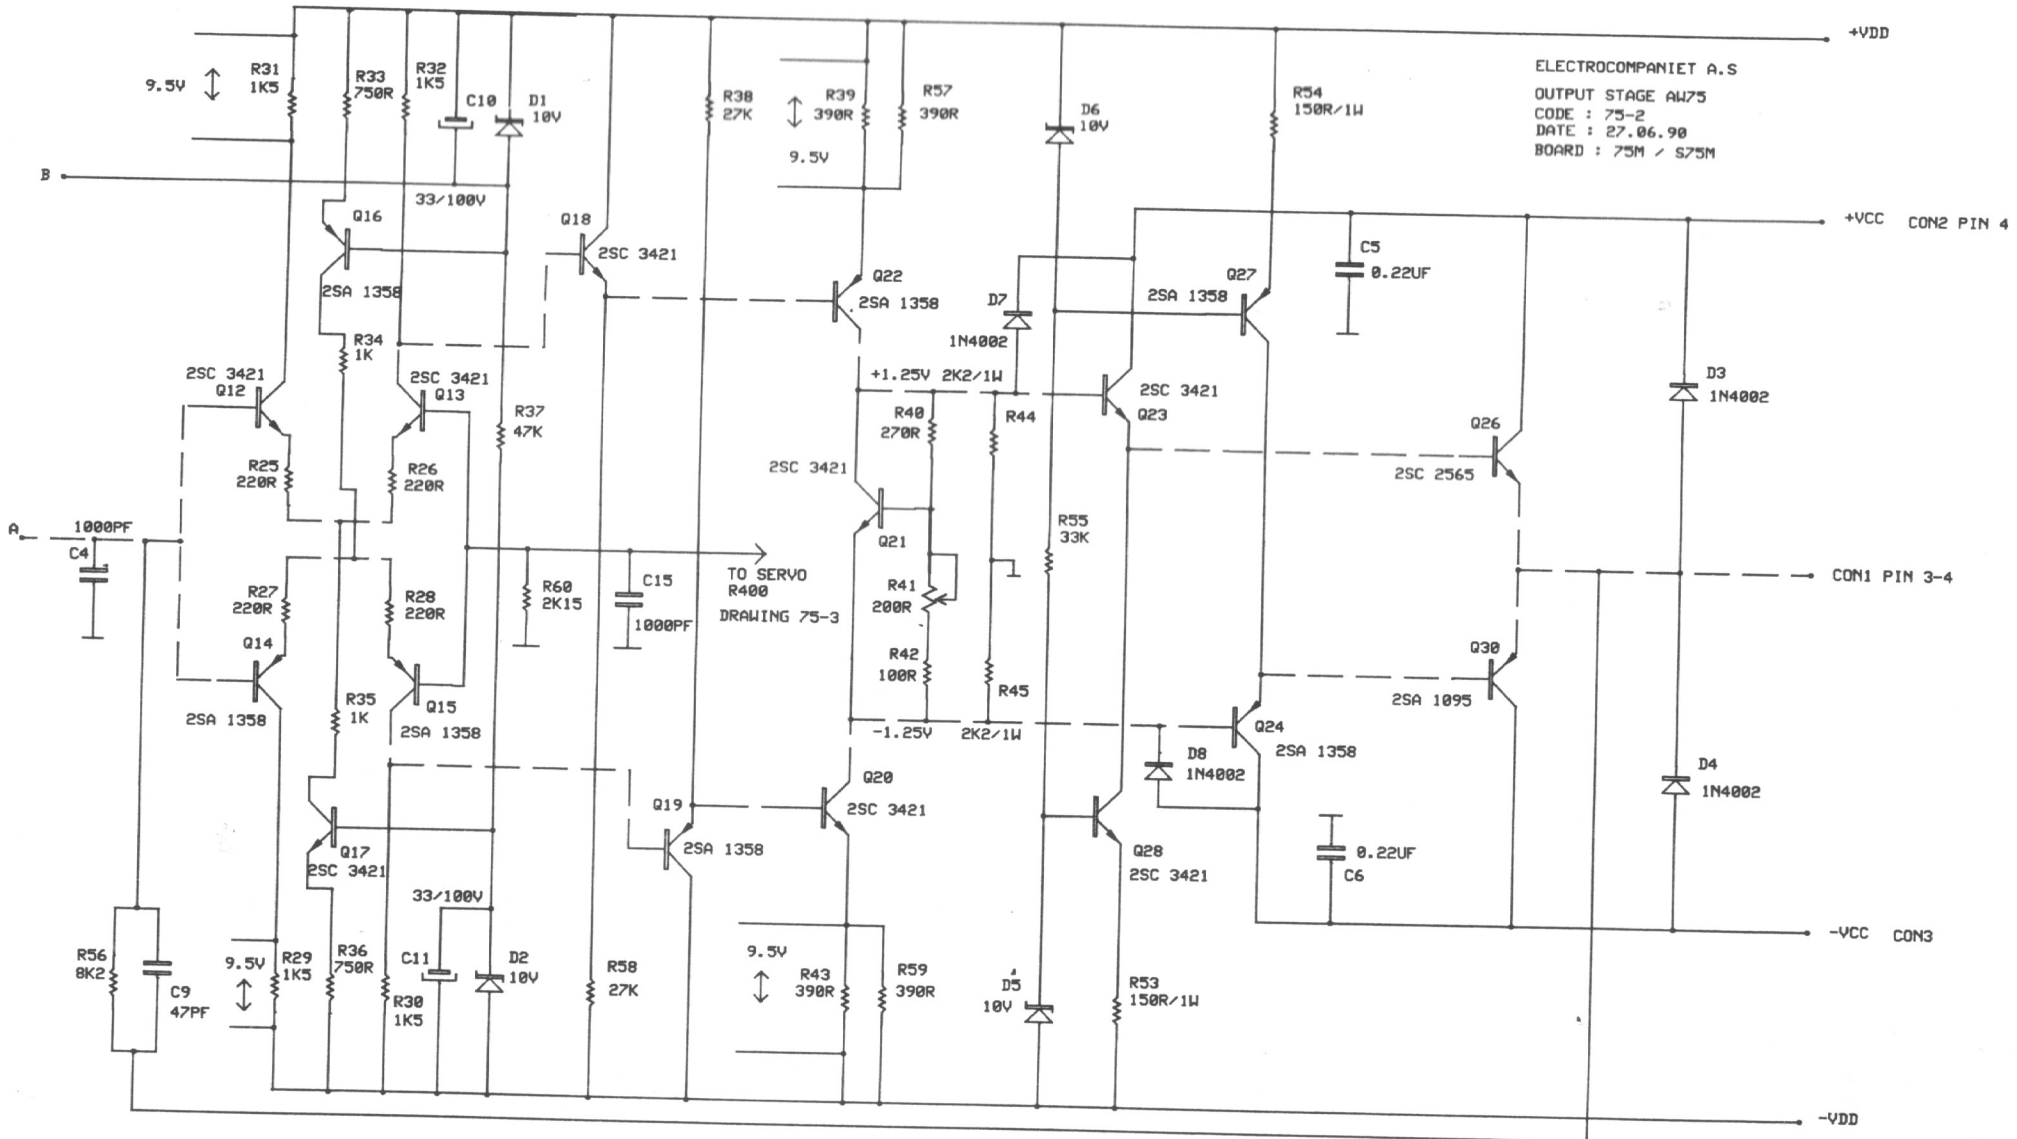 +VDD
ELECTROCOMPANIET A.S
OUTPUT STAGE AW75
CODE : 75-2
DATE : 27.06.90
BOARD : 75M / S75M
9.5V
R31
1K5
R33
750R
R32
1K5
C10
D1
10V
R38
27K
R39
390R
R57
390R
9.5V
D6
10V
R54
150R/1W
B
33/100V
Q16
2SA 1358
Q18
2SC 3421
Q22
2SA 1358
D7
1N4002
Q27
2SA 1358
C5
0.22UF
+VCC CON2 PIN 4
R34
1K
2SC 3421
Q12
2SC 3421
Q13
R37
47K
+1.25V 2K2/1W
R40
270R
R44
2SC 3421
Q23
D3
1N4002
Q26
2SC 2565
R25
220R
R26
220R
2SC 3421
Q21
A
1000PF
C4
R55
33K
R27
220R
R28
220R
R60
2K15
C15
1000PF
TO SERVO
R400
DRAWING 75-3
R41
200R
CON1 PIN 3-4
Q14
2SA 1358
R35
1K
Q15
2SA 1358
R42
100R
R45
Q30
2SA 1095
-1.25V 2K2/1W
Q24
2SA 1358
D8
1N4002
D4
1N4002
Q19
2SA 1358
Q20
2SC 3421
Q17
2SC 3421
Q28
2SC 3421
0.22UF
C6
33/100V
-VCC CON3
R56
8K2
C9
47PF
9.5V
R29
1K5
R36
750R
R30
1K5
C11
D2
10V
R58
27K
9.5V
R43
390R
R59
390R
D5
10V
R53
150R/1W
-VDD